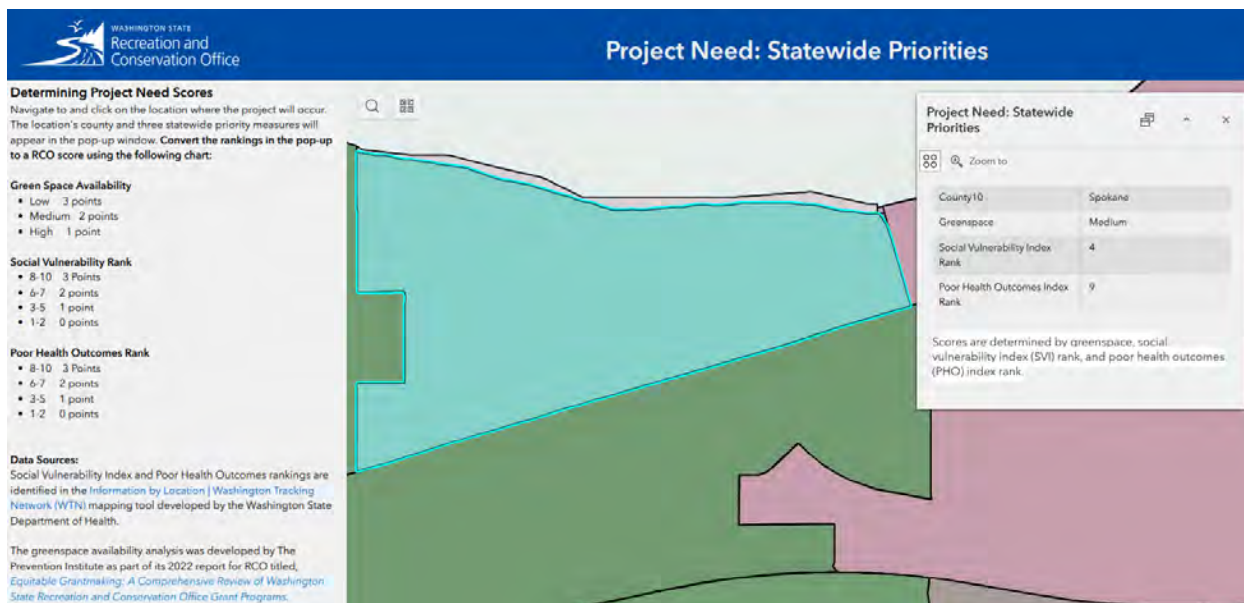 WASHINGTON STATE
Recreation and
Conservation Office
Project Need: Statewide Priorities
Determining Project Need Scores
Navigate to and click on the location where the project will occur.
The location's county and three statewide priority measures will
appear in the pop-up window. Convert the rankings in the pop-up
to a RCO score using the following chart:
Green Space Availability
• Low 3 points
• Medium 2 points
• High 1 point
Social Vulnerability Rank
• 8-10 3 Points
• 6-7 2 points
• 3-5 1 point
• 1-2 0 points
Poor Health Outcomes Rank
• 8-10 3 Points
• 6-7 2 points
• 3-5 1 point
• 1-2 0 points
Data Sources:
Social Vulnerability Index and Poor Health Outcomes rankings are
identified in the Information by Location | Washington Tracking
Network (WTN) mapping tool developed by the Washington State
Department of Health.
The greenspace availability analysis was developed by The
Prevention Institute as part of its 2022 report for RCO titled,
Equitable Grantmaking: A Comprehensive Review of Washington
State Recreation and Conservation Office Grant Programs.
Project Need: Statewide
Priorities
Zoom to
County10 Spokane
Greenspace Medium
Social Vulnerability Index 4
Rank
Poor Health Outcomes Index 9
Rank
Scores are determined by greenspace, social
vulnerability index (SVI) rank, and poor health outcomes
(PHO) index rank.